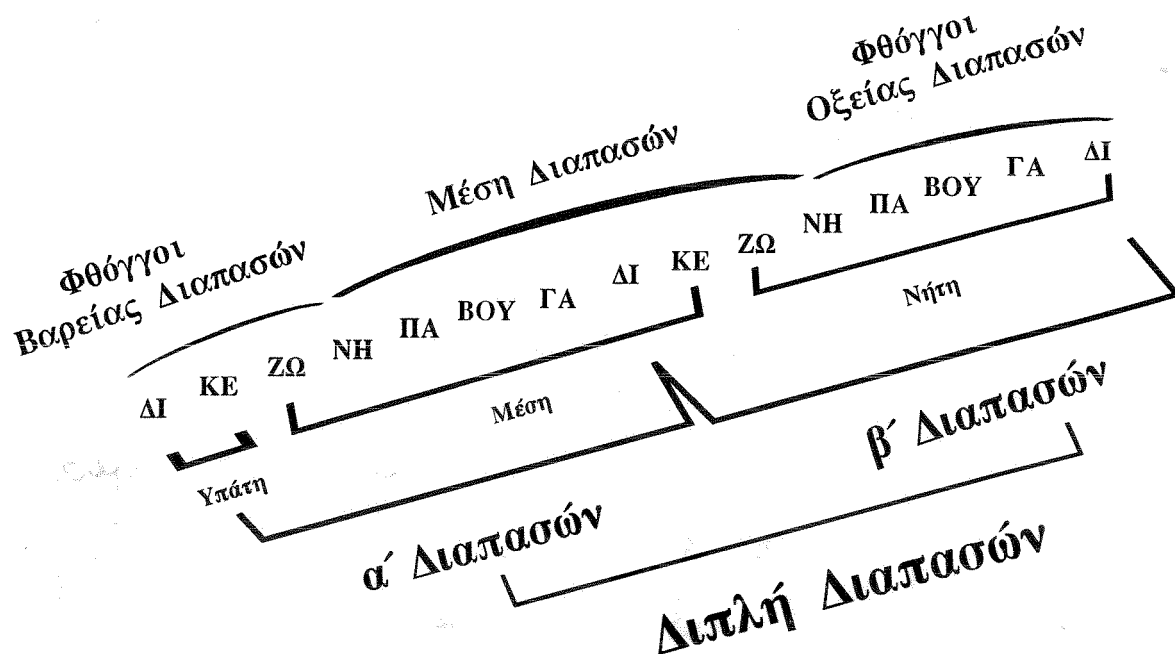 Φθόγγοι
Οξείας Διαπασών
Μέση Διαπασών
Φθόγγοι
Βαρείας Διαπασών
ΔΙ ΚΕ ΖΩ ΝΗ ΠΑ ΒΟΥ ΓΑ ΔΙ ΚΕ ΖΩ ΝΗ ΠΑ ΒΟΥ ΓΑ ΔΙ
Υπάτη Μέση Νήτη
α΄ Διαπασών β΄ Διαπασών
Διπλή Διαπασών